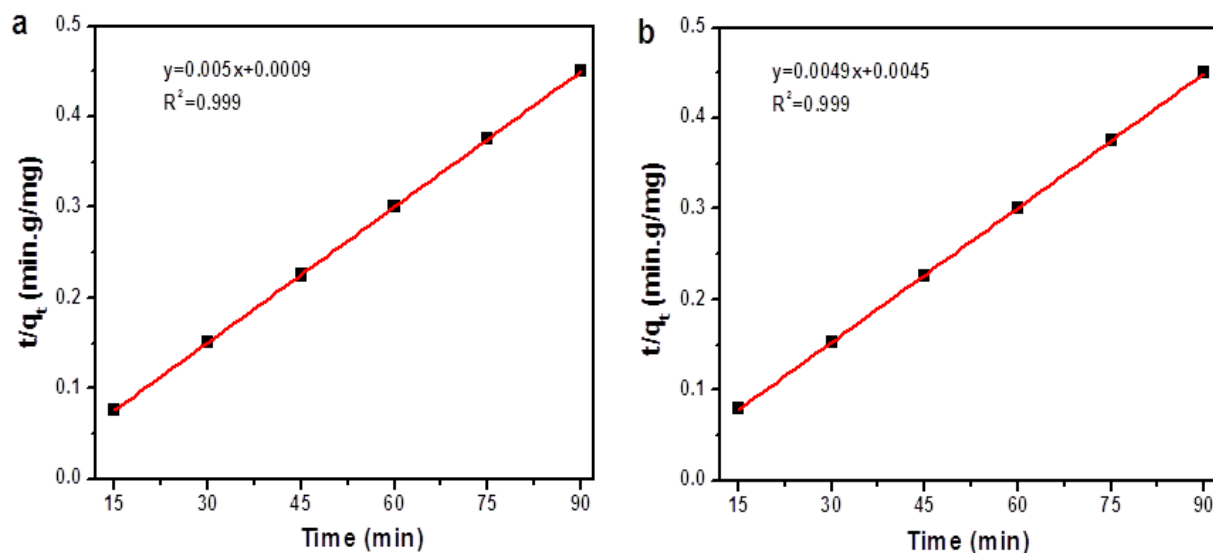 a
y=0.005x+0.0009
R²=0.999
0.5
0.4
0.3
0.2
0.1
0.0
t/qₜ (min.g/mg)
15 30 45 60 75 90
Time (min)
b
y=0.0049x+0.0045
R²=0.999
0.5
0.4
0.3
0.2
0.1
0.0
t/qₜ (min.g/mg)
15 30 45 60 75 90
Time (min)